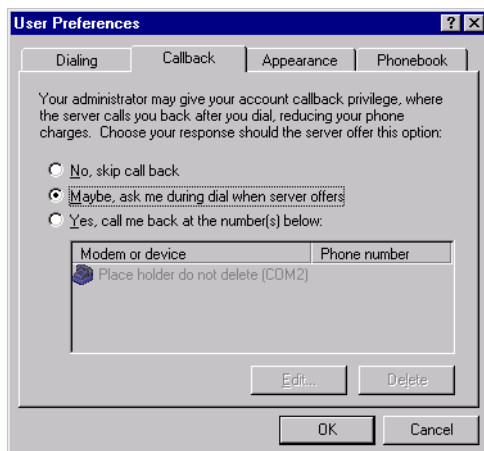 User Preferences
Dialing Callback Appearance Phonebook
Your administrator may give your account callback privilege, where
the server calls you back after you dial, reducing your phone
charges. Choose your response should the server offer this option:
No, skip call back
Maybe, ask me during dial when server offers
Yes, call me back at the number(s) below:
Modem or device Phone number
Place holder do not delete (COM2)
Edit... Delete
OK Cancel